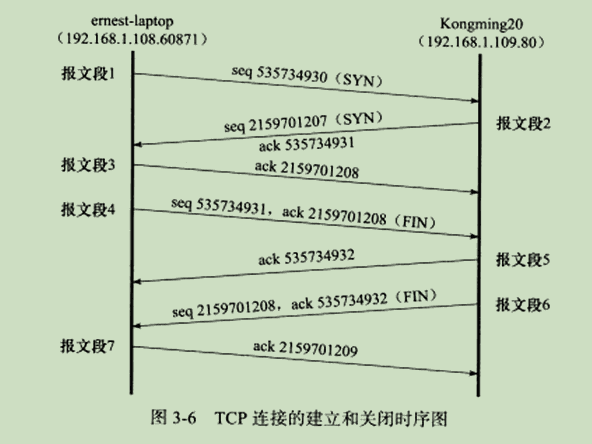 ernest-laptop
（192.168.1.108.60871）
Kongming20
（192.168.1.109.80）
报文段1
seq 535734930（SYN）
seq 2159701207（SYN）
报文段2
ack 535734931
报文段3
ack 2159701208
报文段4
seq 535734931，ack 2159701208（FIN）
ack 535734932
报文段5
seq 2159701208，ack 535734932（FIN）
报文段6
报文段7
ack 2159701209
图 3-6 TCP 连接的建立和关闭时序图